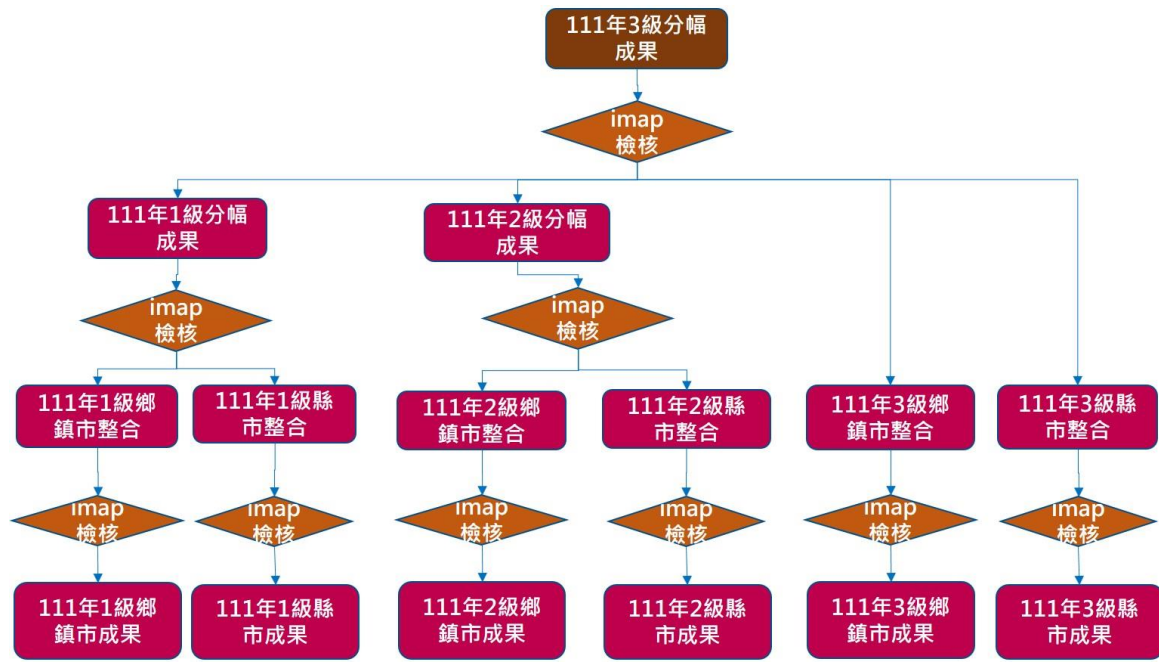 111年3級分幅
成果
imap
檢核
111年1級分幅
成果
111年2級分幅
成果
imap
檢核
imap
檢核
111年1級鄉
鎮市整合
111年1級縣
市整合
111年2級鄉
鎮市整合
111年2級縣
市整合
111年3級鄉
鎮市整合
111年3級縣
市整合
imap
檢核
imap
檢核
imap
檢核
imap
檢核
imap
檢核
imap
檢核
111年1級鄉
鎮市成果
111年1級縣
市成果
111年2級鄉
鎮市成果
111年2級縣
市成果
111年3級鄉
鎮市成果
111年3級縣
市成果